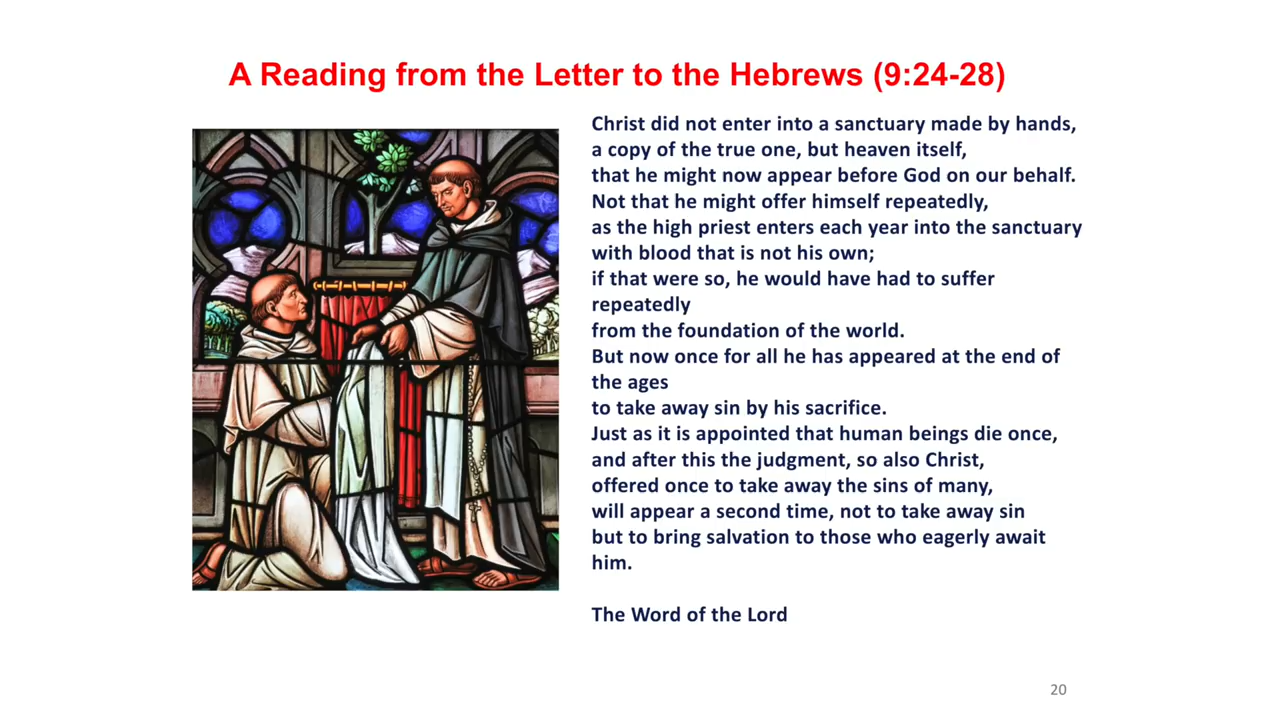 A Reading from the Letter to the Hebrews (9:24-28)
Christ did not enter into a sanctuary made by hands,
a copy of the true one, but heaven itself,
that he might now appear before God on our behalf.
Not that he might offer himself repeatedly,
as the high priest enters each year into the sanctuary
with blood that is not his own;
if that were so, he would have had to suffer
repeatedly
from the foundation of the world.
But now once for all he has appeared at the end of
the ages
to take away sin by his sacrifice.
Just as it is appointed that human beings die once,
and after this the judgment, so also Christ,
offered once to take away the sins of many,
will appear a second time, not to take away sin
but to bring salvation to those who eagerly await
him.
The Word of the Lord
20